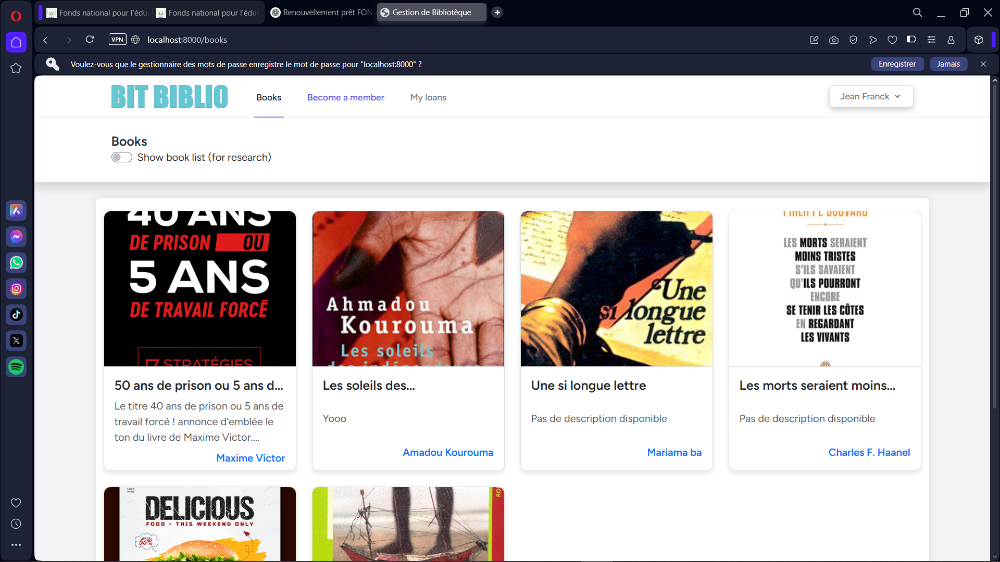 Fonds national pour l'édu
Fonds national pour l'édu
Renouvellement prêt FON
Gestion de Bibliotèque
VPN
localhost:8000/books
Voulez-vous que le gestionnaire des mots de passe enregistre le mot de passe pour "localhost:8000" ?
Enregistrer
Jamais
BIT BIBLIO
Books
Become a member
My loans
Jean Franck
Books
Show book list (for research)
40 ANS
DE PRISON OU
5 ANS
DE TRAVAIL FORCÉ
7 STRATÉGIES
50 ans de prison ou 5 ans d...
Le titre 40 ans de prison ou 5 ans de
travail forcé ! annonce d’emblée le
ton du livre de Maxime Victor....
Maxime Victor
Ahmadou
Kourouma
Les soleils
des indépendances
Les soleils des...
Yooo
Amadou Kourouma
Une
si longue
lettre
Une si longue lettre
Pas de description disponible
Mariama ba
PHILIPPE BOUVARD
LES MORTS SERAIENT
MOINS TRISTES
S'ILS SAVAIENT
QU'ILS POURRONT
ENCORE
SE TENIR LES CÔTES
EN REGARDANT
LES VIVANTS
Les morts seraient moins...
Pas de description disponible
Charles F. Haanel
LOGO
HERE
DELICIOUS
FOOD - THIS WEEKEND ONLY
50%
RO